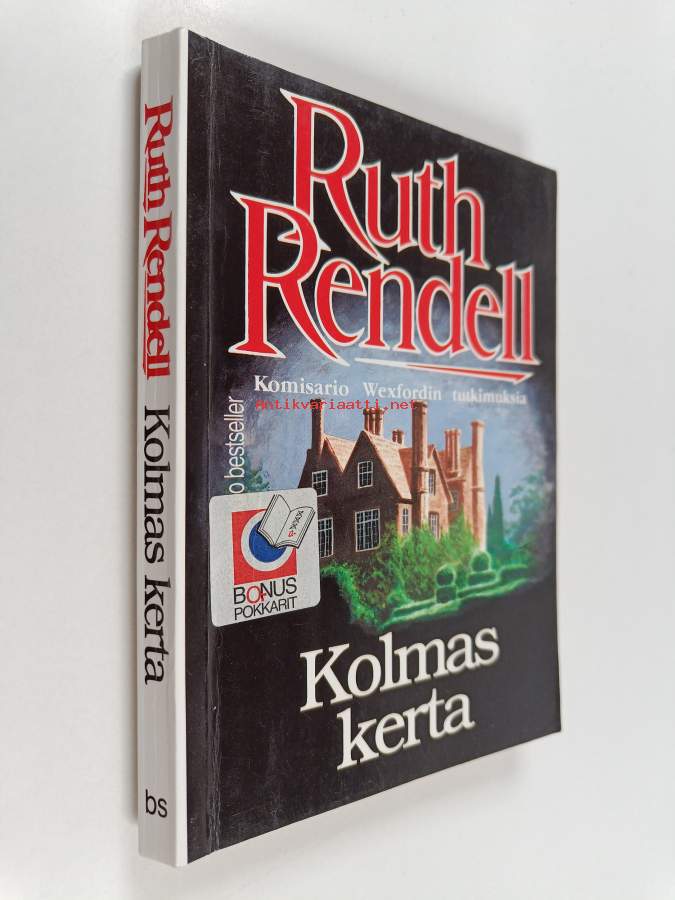 Ruth Rendell Kolmas kerta
bs
Ruth
Rendell
Komisario Wexfordin tutkimuksia
Antikvariaatti.net
o bestseller
BONUS
POKKARIT
Kolmas
kerta